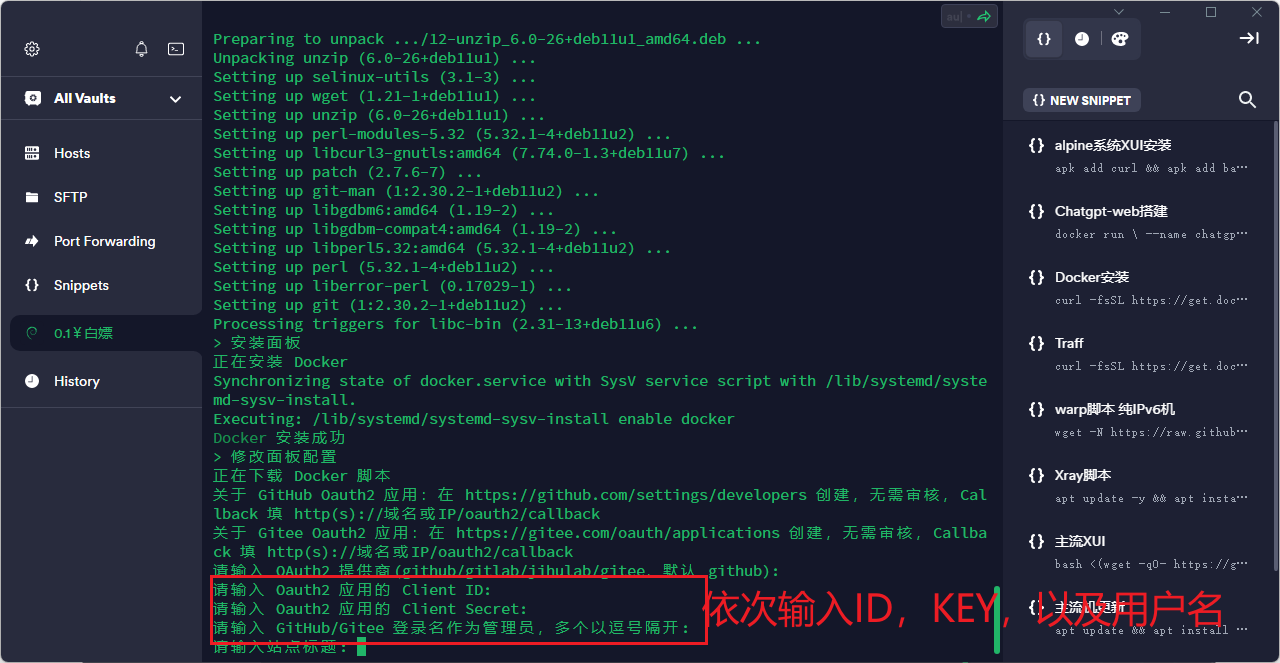 All Vaults
Hosts
SFTP
Port Forwarding
Snippets
0.1￥白嫖
History
Preparing to unpack .../12-unzip_6.0-26+deb11u1_amd64.deb ...
Unpacking unzip (6.0-26+deb11u1) ...
Setting up selinux-utils (3.1-3) ...
Setting up wget (1.21-1+deb11u1) ...
Setting up unzip (6.0-26+deb11u1) ...
Setting up perl-modules-5.32 (5.32.1-4+deb11u2) ...
Setting up libcurl3-gnutls:amd64 (7.74.0-1.3+deb11u7) ...
Setting up patch (2.7.6-7) ...
Setting up git-man (1:2.30.2-1+deb11u2) ...
Setting up libgdbm6:amd64 (1.19-2) ...
Setting up libgdbm-compat4:amd64 (1.19-2) ...
Setting up libperl5.32:amd64 (5.32.1-4+deb11u2) ...
Setting up perl (5.32.1-4+deb11u2) ...
Setting up liberror-perl (0.17029-1) ...
Setting up git (1:2.30.2-1+deb11u2) ...
Processing triggers for libc-bin (2.31-13+deb11u6) ...
> 安装面板
正在安装 Docker
Synchronizing state of docker.service with SysV service script with /lib/systemd/syste
md-sysv-install.
Executing: /lib/systemd/systemd-sysv-install enable docker
Docker 安装成功
> 修改面板配置
正在下载 Docker 脚本
关于 GitHub Oauth2 应用：在 https://github.com/settings/developers 创建，无需审核，Cal
lback 填 http(s)://域名或IP/oauth2/callback
关于 Gitee Oauth2 应用：在 https://gitee.com/oauth/applications 创建，无需审核，Callba
ck 填 http(s)://域名或IP/oauth2/callback
请输入 OAuth2 提供商(github/gitlab/jihulab/gitee，默认 github):
请输入 Oauth2 应用的 Client ID:
请输入 Oauth2 应用的 Client Secret:
请输入 GitHub/Gitee 登录名作为管理员，多个以逗号隔开:
请输入站点标题:
依次输入ID，KEY，以及用户名
au|
{} NEW SNIPPET
{} alpine系统XUI安装
apk add curl && apk add ba...
{} Chatgpt-web搭建
docker run \ --name chatgp...
{} Docker安装
curl -fsSL https://get.doc...
{} Traff
curl -fsSL https://get.doc...
{} warp脚本 纯IPv6机
wget -N https://raw.github...
{} Xray脚本
apt update -y && apt insta...
{} 主流XUI
bash <(wget -qO- https://g...
{} 主流机更新
apt update && apt install ...